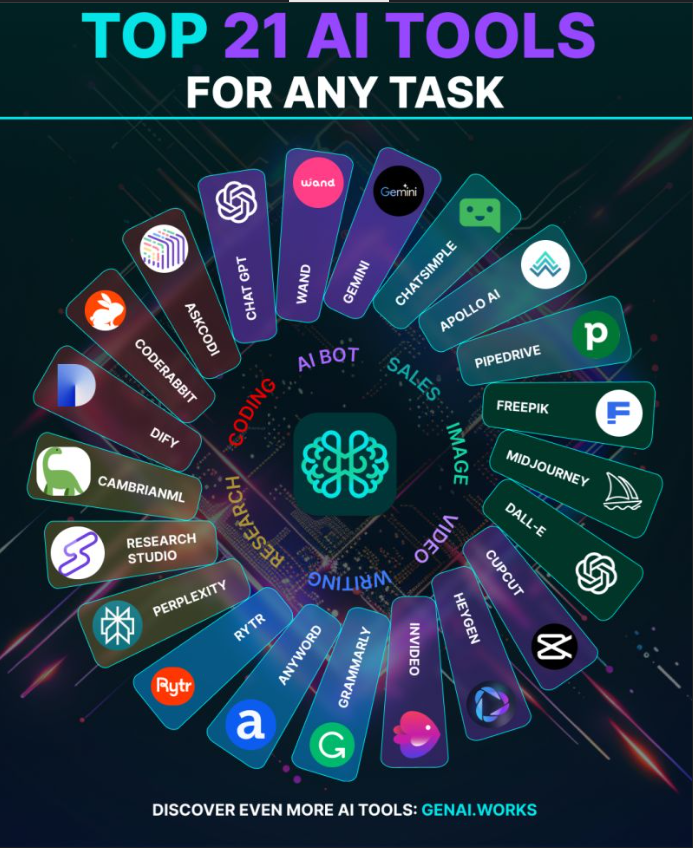 TOP 21 AI TOOLS
FOR ANY TASK
CHAT GPT
wand
WAND
Gemini
GEMINI
CHATSIMPLE
APOLLO AI
P
PIPEDRIVE
FREEPIK
F
MIDJOURNEY
DALL-E
CUPCUT
HEYGEN
INVIDEO
GRAMMARLY
G
ANYWORD
a
RYTR
Rytr
PERPLEXITY
RESEARCH
STUDIO
CAMBRIANML
DIFY
CODERABBIT
ASKCODI
AI BOT
SALES
IMAGE
VIDEO
WRITING
RESEARCH
CODING
DISCOVER EVEN MORE AI TOOLS: GENAI.WORKS